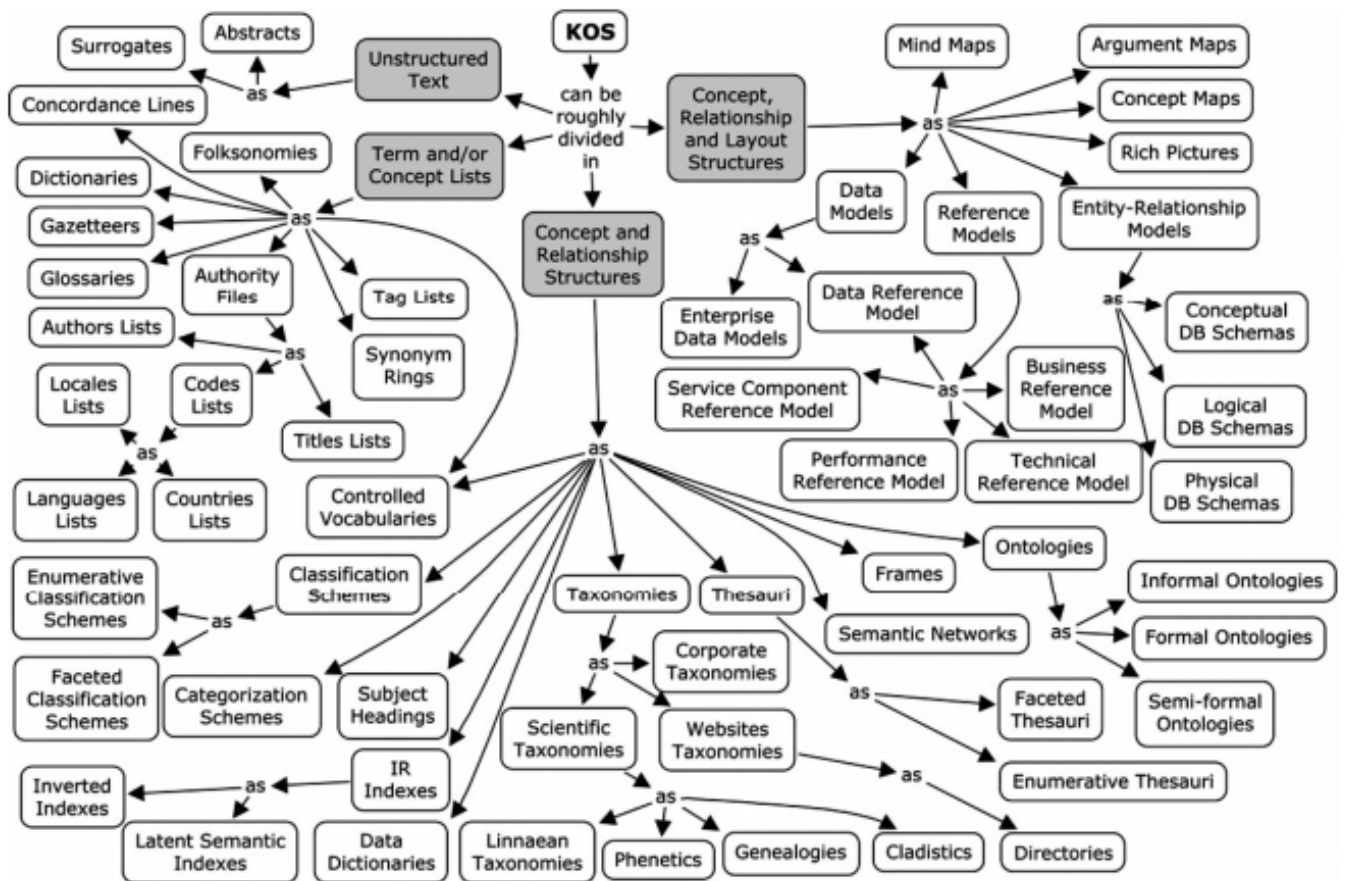 KOS
can be
roughly
divided
in
Unstructured
Text
as
Surrogates
Abstracts
Term and/or
Concept Lists
as
Concordance Lines
Folksonomies
Dictionaries
Gazetteers
Glossaries
Authority
Files
Tag Lists
Synonym
Rings
as
Authors Lists
Codes
Lists
Titles Lists
as
Locales
Lists
Languages
Lists
Countries
Lists
Controlled
Vocabularies
Concept,
Relationship
and Layout
Structures
as
Mind Maps
Argument Maps
Concept Maps
Rich Pictures
Data
Models
Reference
Models
Entity-Relationship
Models
as
Enterprise
Data Models
Data Reference
Model
as
Service Component
Reference Model
Business
Reference
Model
Performance
Reference Model
Technical
Reference Model
as
Conceptual
DB Schemas
Logical
DB Schemas
Physical
DB Schemas
Concept and
Relationship
Structures
as
Classification
Schemes
as
Enumerative
Classification
Schemes
Faceted
Classification
Schemes
Categorization
Schemes
Subject
Headings
IR
Indexes
as
Inverted
Indexes
Latent Semantic
Indexes
Data
Dictionaries
Taxonomies
as
Corporate
Taxonomies
Scientific
Taxonomies
Websites
Taxonomies
as
Linnaean
Taxonomies
Phenetics
Genealogies
Cladistics
as
Directories
Thesauri
as
Faceted
Thesauri
Enumerative Thesauri
Semantic Networks
Frames
Ontologies
as
Informal Ontologies
Formal Ontologies
Semi-formal
Ontologies